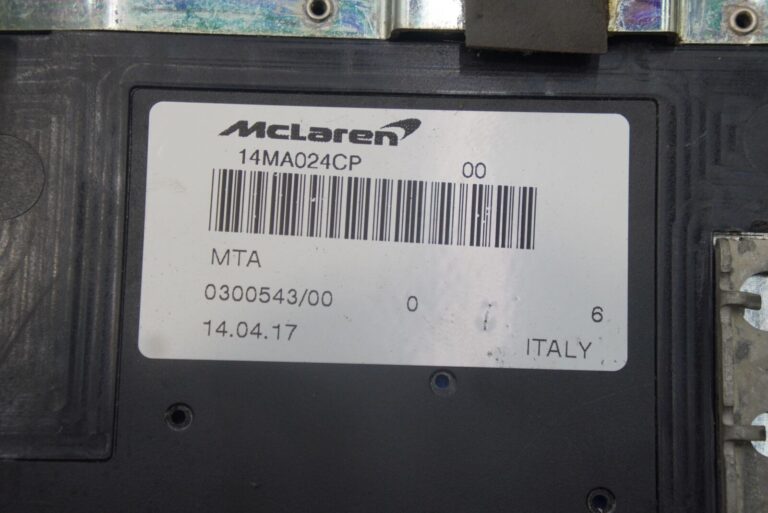 McLaren
14MA024CP 00
MTA
0300543/00 0 6
14.04.17
ITALY